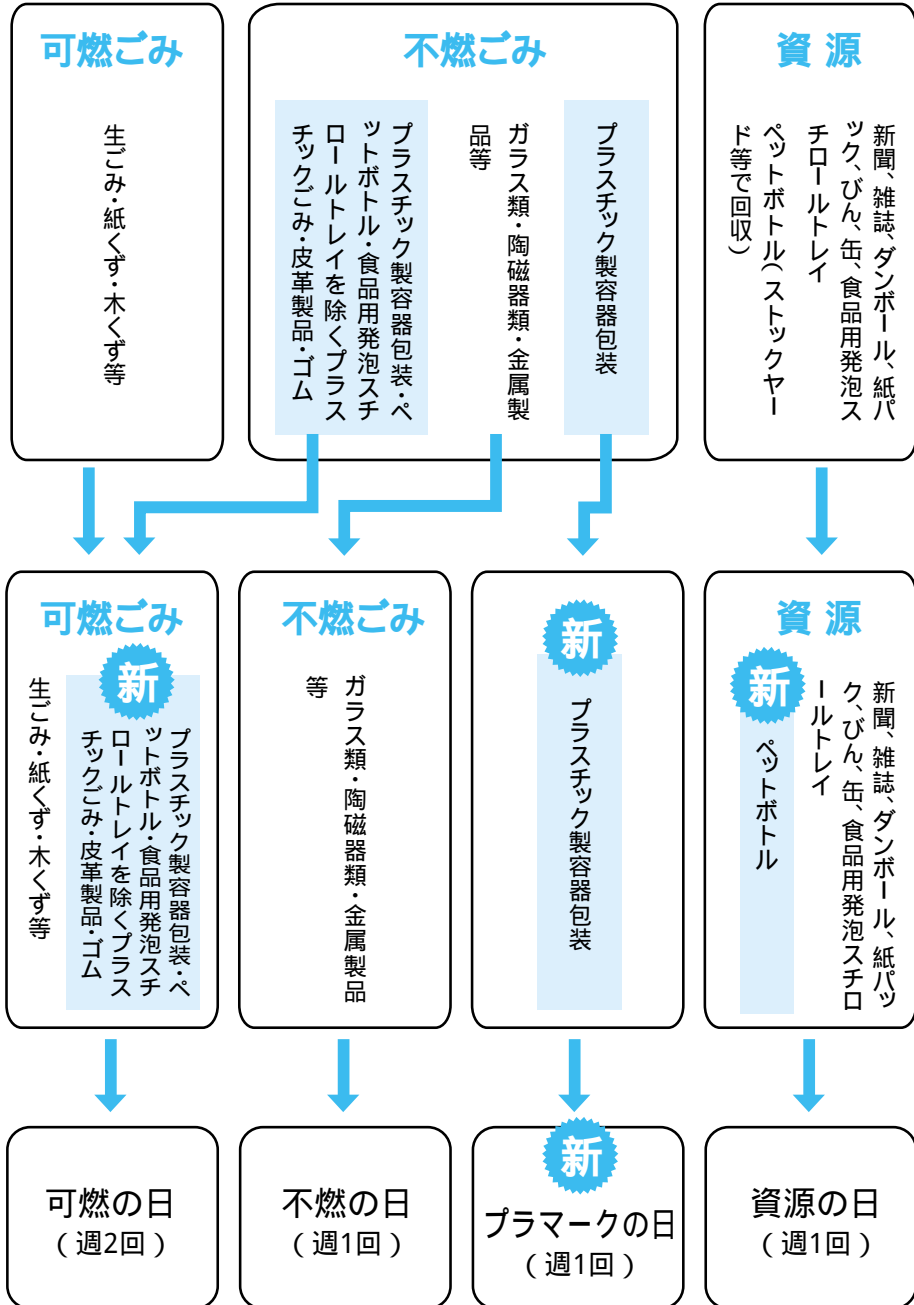 可燃ごみ
生ごみ・紙くず・木くず等
不燃ごみ
プラスチック製容器包装・ペ
ットボトル・食品用発泡スチ
ロールトレイを除くプラス
チックごみ・皮革製品・ゴム
ガラス類・陶磁器類・金属製
品等
プラスチック製容器包装
資 源
新聞、雑誌、ダンボール、紙パ
ック、びん、缶、食品用発泡ス
チロールトレイ
ペットボトル(ストックヤー
ド等で回収)
可燃ごみ
新
プラスチック製容器包装・ペ
ットボトル・食品用発泡スチ
ロールトレイを除くプラス
チックごみ・皮革製品・ゴム
生ごみ・紙くず・木くず等
不燃ごみ
ガラス類・陶磁器類・金属製品
等
新
プラスチック製容器包装
資 源
新聞、雑誌、ダンボール、紙パッ
ク、びん、缶、食品用発泡スチロ
ールトレイ
新
ペットボトル
可燃の日
(週2回)
不燃の日
(週1回)
新
プラマークの日
(週1回)
資源の日
(週1回)